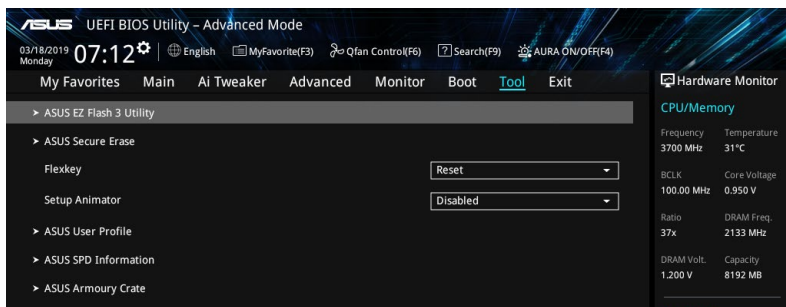 ASUS UEFI BIOS Utility – Advanced Mode
03/18/2019 Monday 07:12 English MyFavorite(F3) Qfan Control(F6) ? Search(F9) AURA ON/OFF(F4)
My Favorites Main Ai Tweaker Advanced Monitor Boot Tool Exit
Hardware Monitor
> ASUS EZ Flash 3 Utility
> ASUS Secure Erase
Flexkey Reset
Setup Animator Disabled
> ASUS User Profile
> ASUS SPD Information
> ASUS Armoury Crate
CPU/Memory
Frequency Temperature
3700 MHz 31°C
BCLK Core Voltage
100.00 MHz 0.950 V
Ratio DRAM Freq.
37x 2133 MHz
DRAM Volt. Capacity
1.200 V 8192 MB